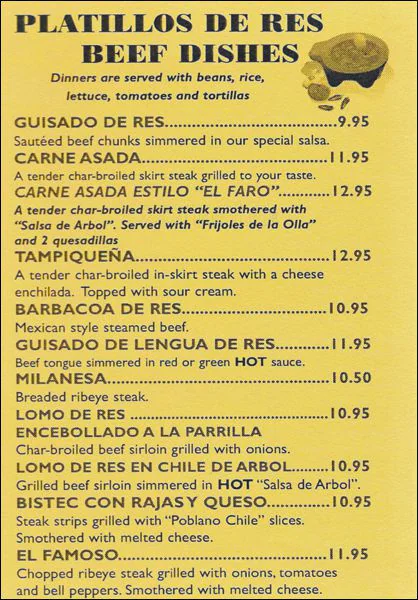 PLATILLOS DE RES
BEEF DISHES
Dinners are served with beans, rice,
lettuce, tomatoes and tortillas
GUISADO DE RES..........................9.95
Sautéed beef chunks simmered in our special salsa.
CARNE ASADA............................11.95
A tender char-broiled skirt steak grilled to your taste.
CARNE ASADA ESTILO "EL FARO"...........12.95
A tender char-broiled skirt steak smothered with
"Salsa de Arbol". Served with "Frijoles de la Olla"
and 2 quesadillas
TAMPIQUEÑA.............................12.95
A tender char-broiled in-skirt steak with a cheese
enchilada. Topped with sour cream.
BARBACOA DE RES........................10.95
Mexican style steamed beef.
GUISADO DE LENGUA DE RES...............11.95
Beef tongue simmered in red or green HOT sauce.
MILANESA...............................10.50
Breaded ribeye steak.
LOMO DE RES ...........................10.95
ENCEBOLLADO A LA PARRILLA
Char-broiled beef sirloin grilled with onions.
LOMO DE RES EN CHILE DE ARBOL..........10.95
Grilled beef sirloin simmered in HOT "Salsa de Arbol".
BISTEC CON RAJAS Y QUESO...............10.95
Steak strips grilled with "Poblano Chile" slices.
Smothered with melted cheese.
EL FAMOSO..............................11.95
Chopped ribeye steak grilled with onions, tomatoes
and bell peppers. Smothered with melted cheese.